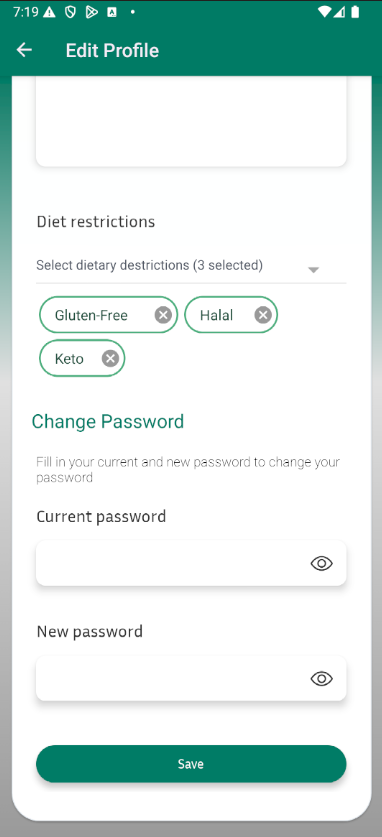 7:19
Edit Profile
Diet restrictions
Select dietary destrictions (3 selected)
Gluten-Free
Halal
Keto
Change Password
Fill in your current and new password to change your
password
Current password
New password
Save